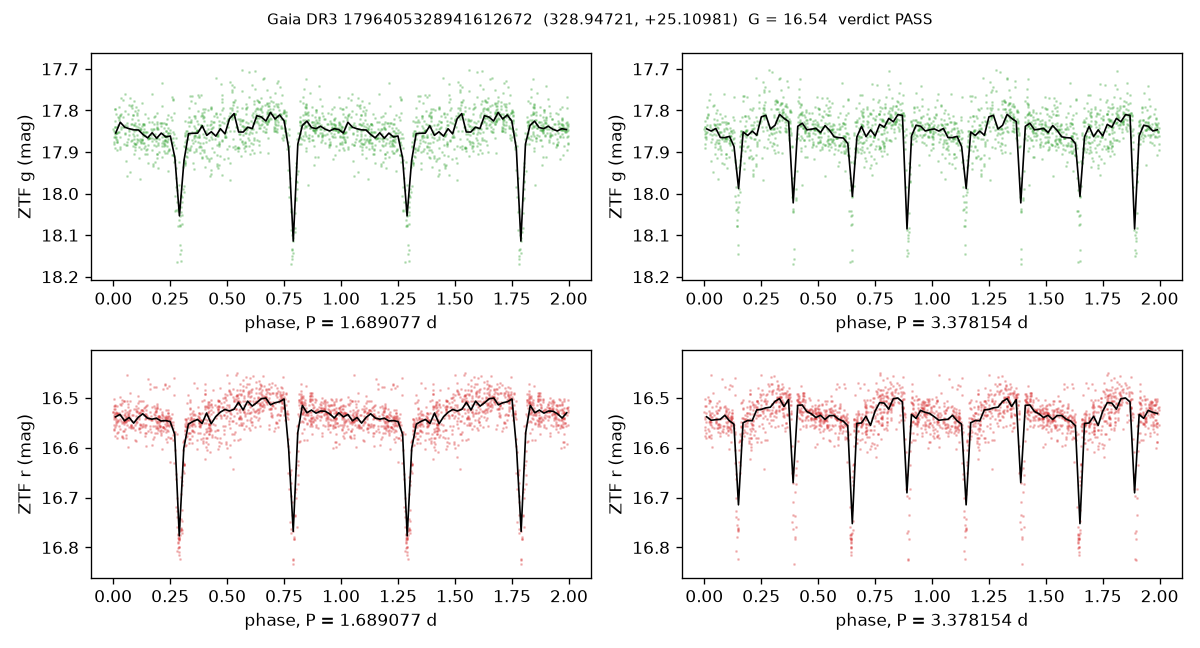 Gaia DR3 1796405328941612672 (328.94721, +25.10981) G = 16.54 verdict PASS
ZTF g (mag)
17.7
17.8
17.9
18.0
18.1
18.2
0.00 0.25 0.50 0.75 1.00 1.25 1.50 1.75 2.00
phase, P = 1.689077 d
ZTF g (mag)
17.7
17.8
17.9
18.0
18.1
18.2
0.00 0.25 0.50 0.75 1.00 1.25 1.50 1.75 2.00
phase, P = 3.378154 d
ZTF r (mag)
16.5
16.6
16.7
16.8
0.00 0.25 0.50 0.75 1.00 1.25 1.50 1.75 2.00
phase, P = 1.689077 d
ZTF r (mag)
16.5
16.6
16.7
16.8
0.00 0.25 0.50 0.75 1.00 1.25 1.50 1.75 2.00
phase, P = 3.378154 d